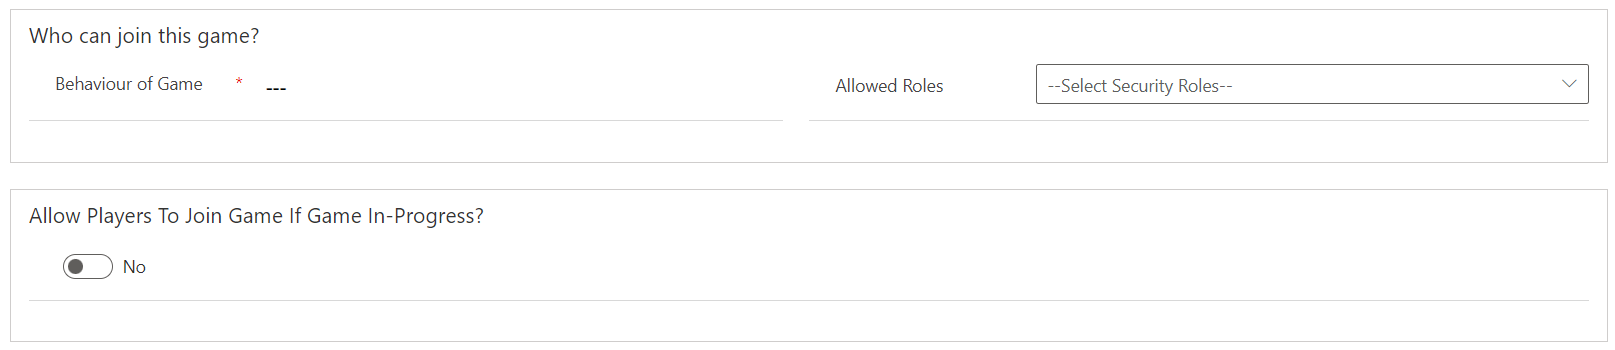 Who can join this game?
Behaviour of Game * ---
Allowed Roles --Select Security Roles--
Allow Players To Join Game If Game In-Progress?
No